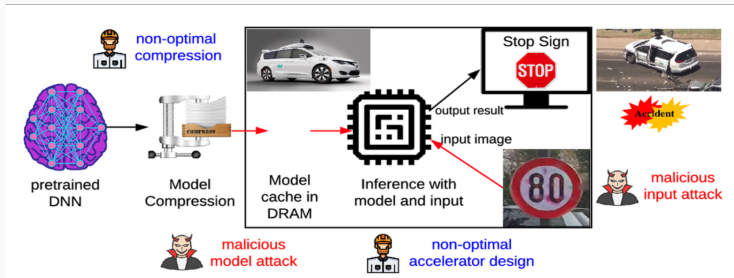 non-optimal
compression
Stop Sign
STOP
output result
Accident
COMPRESS
input image
80
pretrained
DNN
Model
Compression
Model
cache in
DRAM
Inference with
model and input
malicious
input attack
malicious
model attack
non-optimal
accelerator design